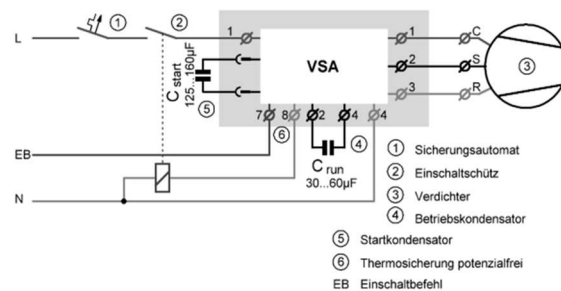 L
①
②
1
VSA
1
C
2
S
3
R
③
C start
125...160µF
⑤
7
⑥
8
2
4
④
4
EB
C run
30...60µF
N
① Sicherungsautomat
② Einschaltschütz
③ Verdichter
④ Betriebskondensator
⑤ Startkondensator
⑥ Thermosicherung potenzialfrei
EB Einschaltbefehl